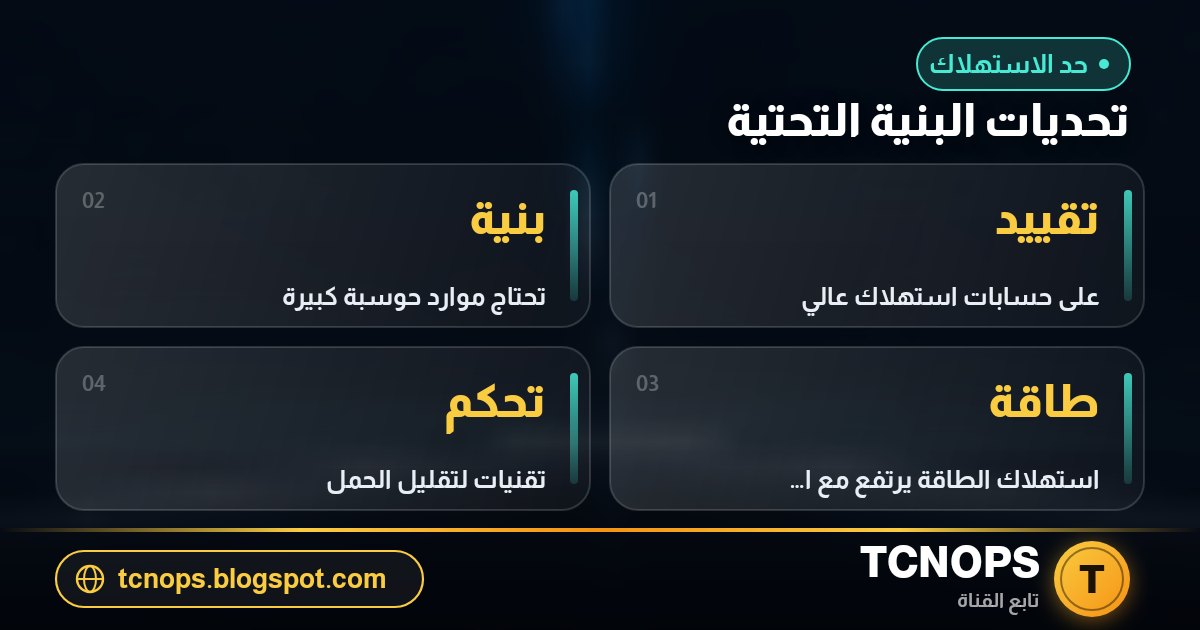 حد الاستهلاك
تحديات البنية التحتية
01
تقييد
على حسابات استهلاك عالي
02
بنية
تحتاج موارد حوسبة كبيرة
03
طاقة
استهلاك الطاقة يرتفع مع ا...
04
تحكم
تقنيات لتقليل الحمل
T
TCNOPS
تابع القناة
tcnops.blogspot.com